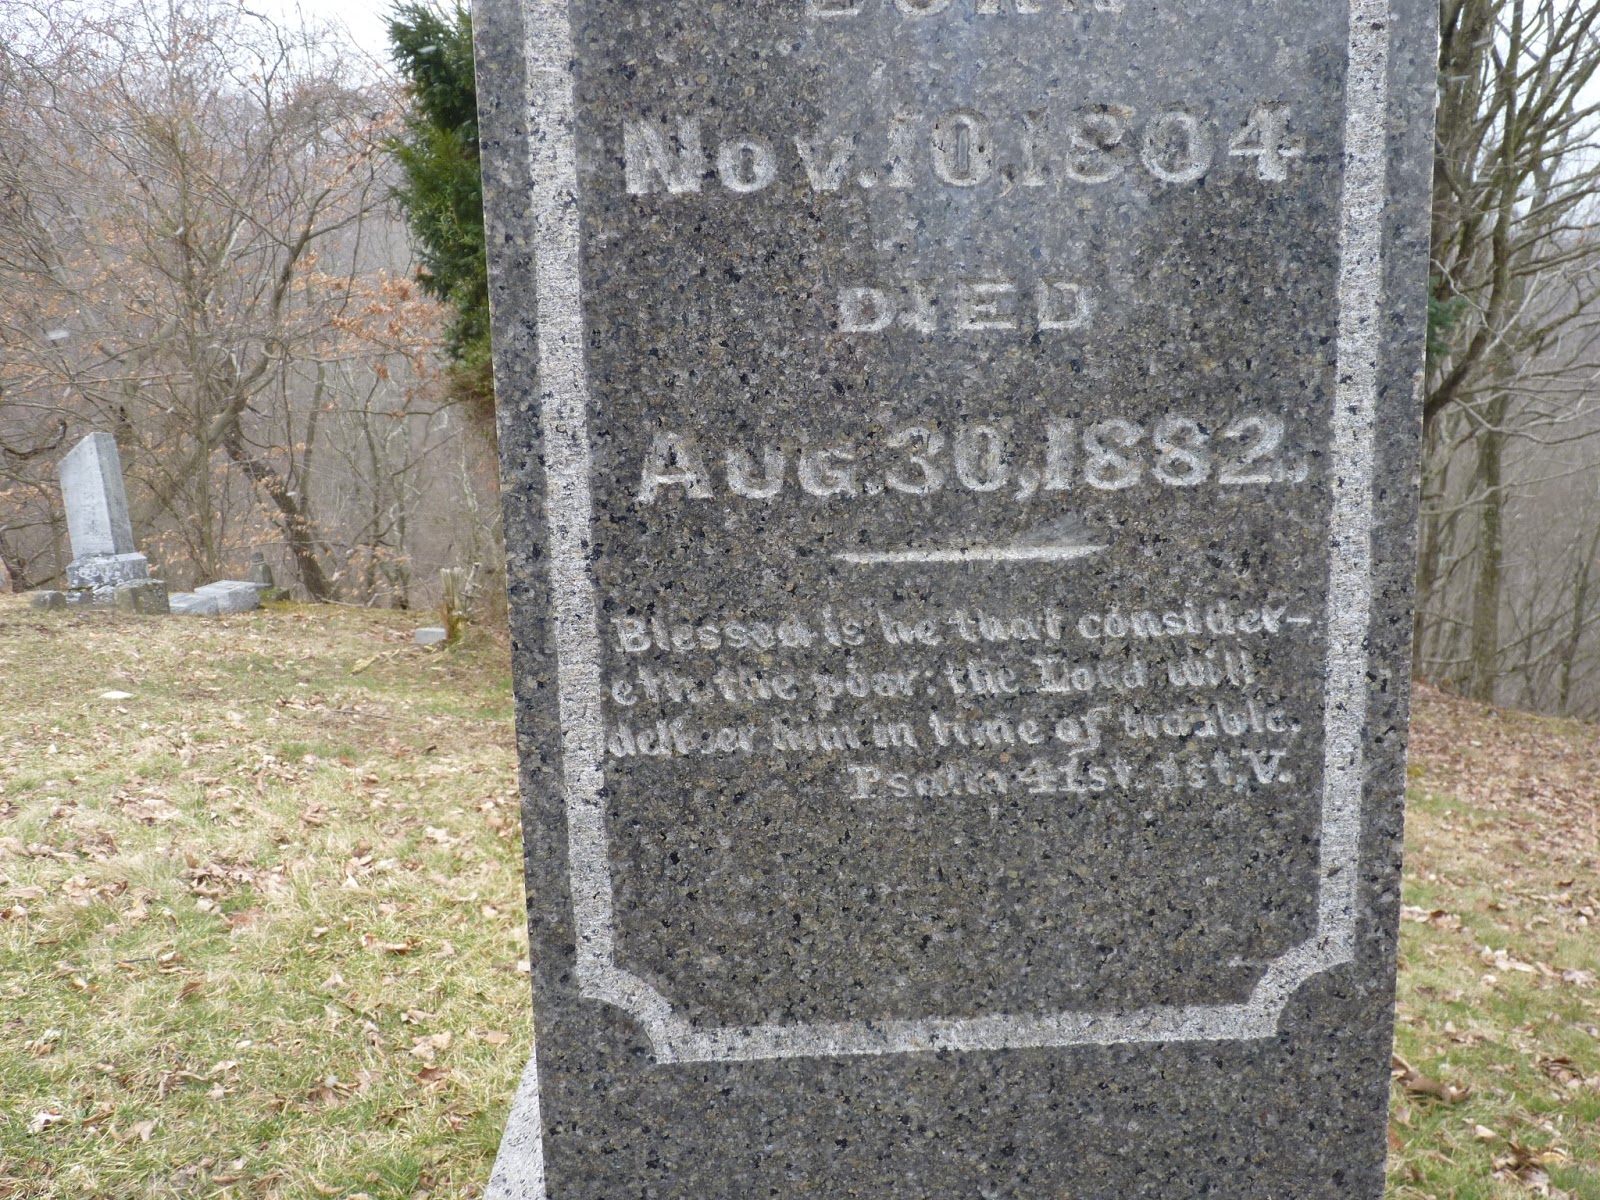 BORN
Nov. 10, 1804
DIED
AUG. 30, 1882.
Blessed is he that consider-
eth the poor: the Lord will
deliver him in time of trouble.
Psalm 41st. 1st. V.